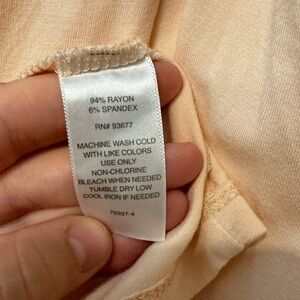 94% RAYON
6% SPANDEX
RN# 93677
MACHINE WASH COLD
WITH LIKE COLORS
USE ONLY
NON-CHLORINE
BLEACH WHEN NEEDED
TUMBLE DRY LOW
COOL IRON IF NEEDED
76597-4